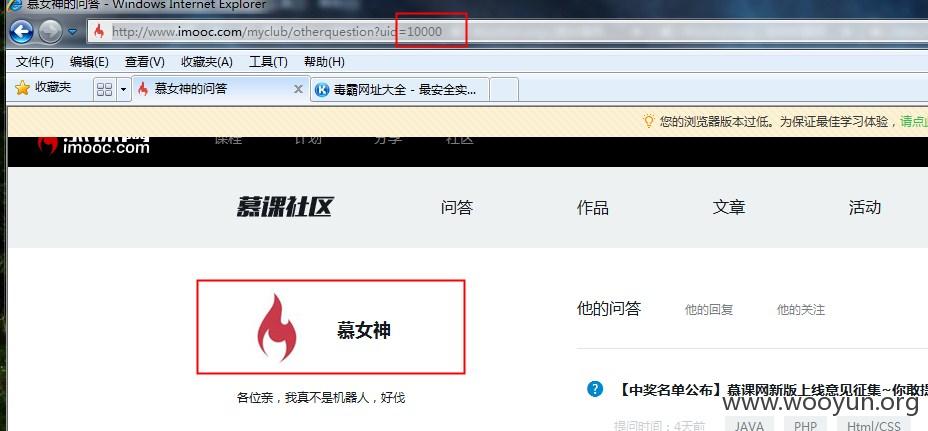 慕女神的问答 - Windows Internet Explorer
http://www.imooc.com/myclub/otherquestion?uid=10000
文件(F) 编辑(E) 查看(V) 收藏夹(A) 工具(T) 帮助(H)
收藏夹 慕女神的问答 毒霸网址大全 - 最安全实...
您的浏览器版本过低。为保证最佳学习体验，请点
imooc.com 课程 计划 分享 社区
慕课社区 问答 作品 文章 活动
慕女神
他的问答 他的回复 他的关注
各位亲，我真不是机器人，好伐
【中奖名单公布】慕课网新版上线意见征集~你敢提
www.wooyun.org
提问时间：4天前 JAVA PHP Html/CSS